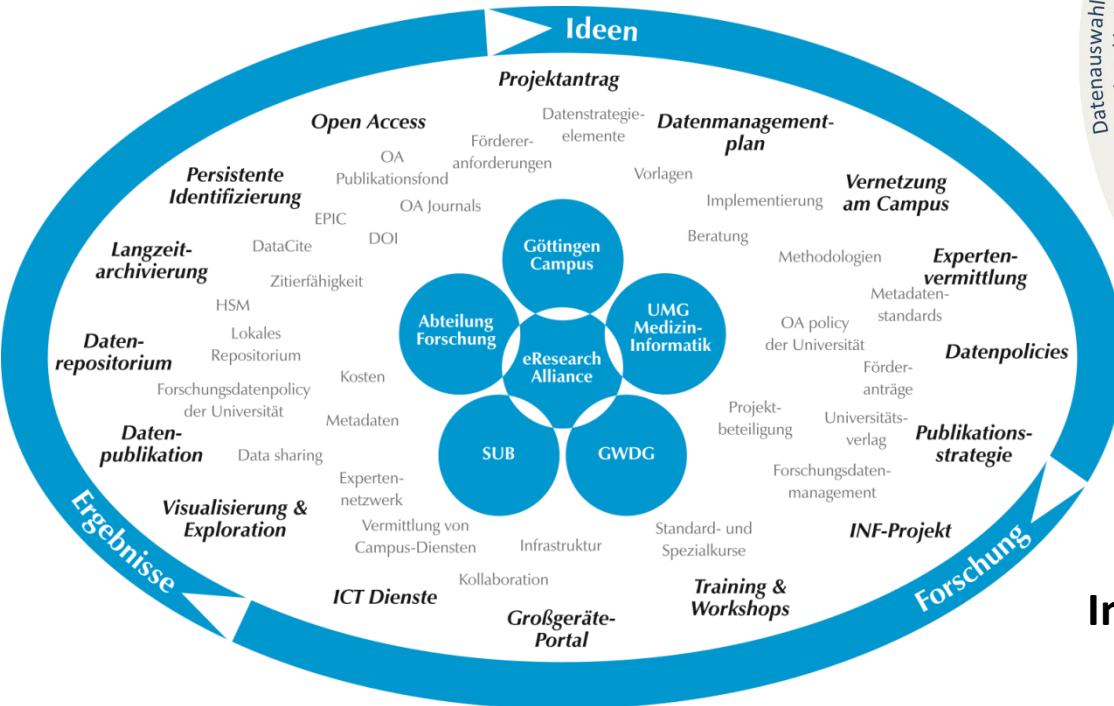 Ideen
Projektantrag
Open Access
Datenstrategie-
elemente
Datenmanagement-
plan
Förderer-
anforderungen
OA
Publikationsfond
Persistente
Identifizierung
Vorlagen
Vernetzung
am Campus
Implementierung
OA Journals
EPIC
DOI
DataCite
Beratung
Göttingen
Campus
Langzeit-
archivierung
Methodologien
Experten-
vermittlung
Zitierfähigkeit
HSM
Metadaten-
standards
Abteilung
Forschung
UMG
Medizin-
Informatik
OA policy
der Universität
Daten-
repositorium
Lokales
Repositorium
eResearch
Alliance
Datenpolicies
Kosten
Förder-
anträge
Forschungsdatenpolicy
der Universität
Metadaten
Projekt-
beteiligung
Universitäts-
verlag
Daten-
publikation
Data sharing
SUB
GWDG
Publikations-
strategie
Experten-
netzwerk
Forschungsdaten-
management
Visualisierung &
Exploration
Vermittlung von
Campus-Diensten
Infrastruktur
Standard- und
Spezialkurse
INF-Projekt
Ergebnisse
Forschung
Kollaboration
ICT Dienste
Großgeräte-
Portal
Training &
Workshops
Datenauswahl